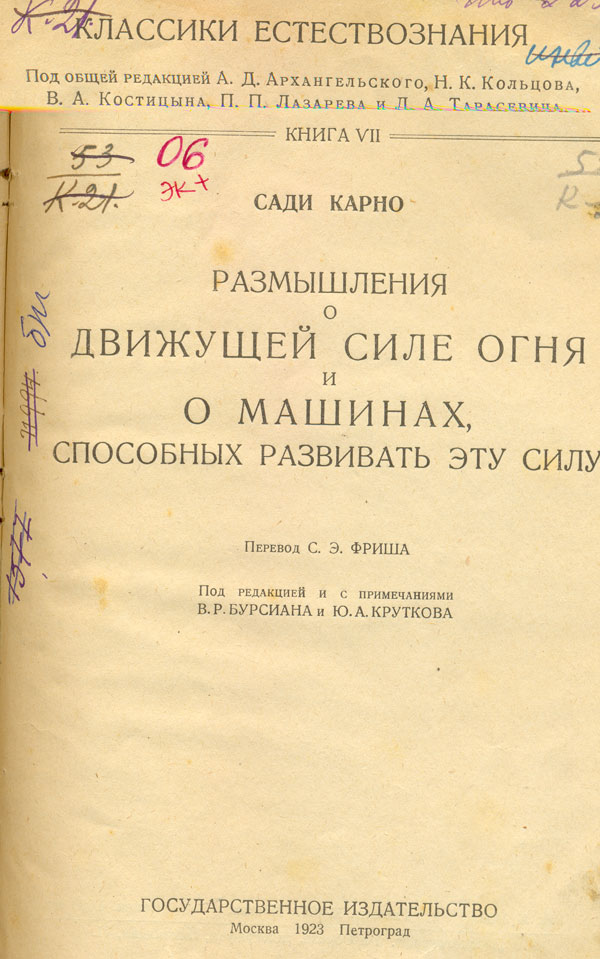 К.21.
КЛАССИКИ ЕСТЕСТВОЗНАНИЯ
Под общей редакцией А. Д. Архангельского, Н. К. Кольцова,
В. А. Костицына, П. П. Лазарева и Л. А. Тарасевича.
КНИГА VII
53
К.21.
06
ЭК+
САДИ КАРНО
РАЗМЫШЛЕНИЯ
О
ДВИЖУЩЕЙ СИЛЕ ОГНЯ
И
О МАШИНАХ,
СПОСОБНЫХ РАЗВИВАТЬ ЭТУ СИЛУ
Перевод С. Э. ФРИША
Под редакцией и с примечаниями
В. Р. БУРСИАНА и Ю. А. КРУТКОВА
ГОСУДАРСТВЕННОЕ ИЗДАТЕЛЬСТВО
Москва 1923 Петроград